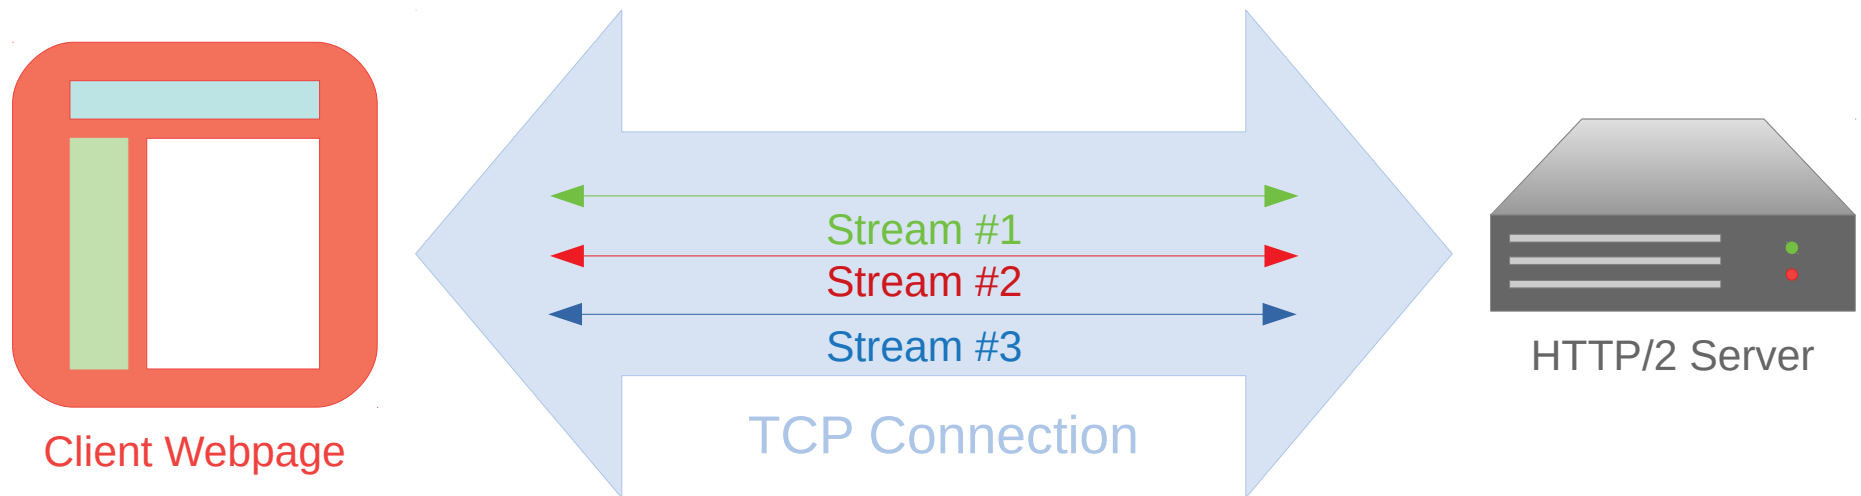 Stream #1
Stream #2
Stream #3
HTTP/2 Server
TCP Connection
Client Webpage